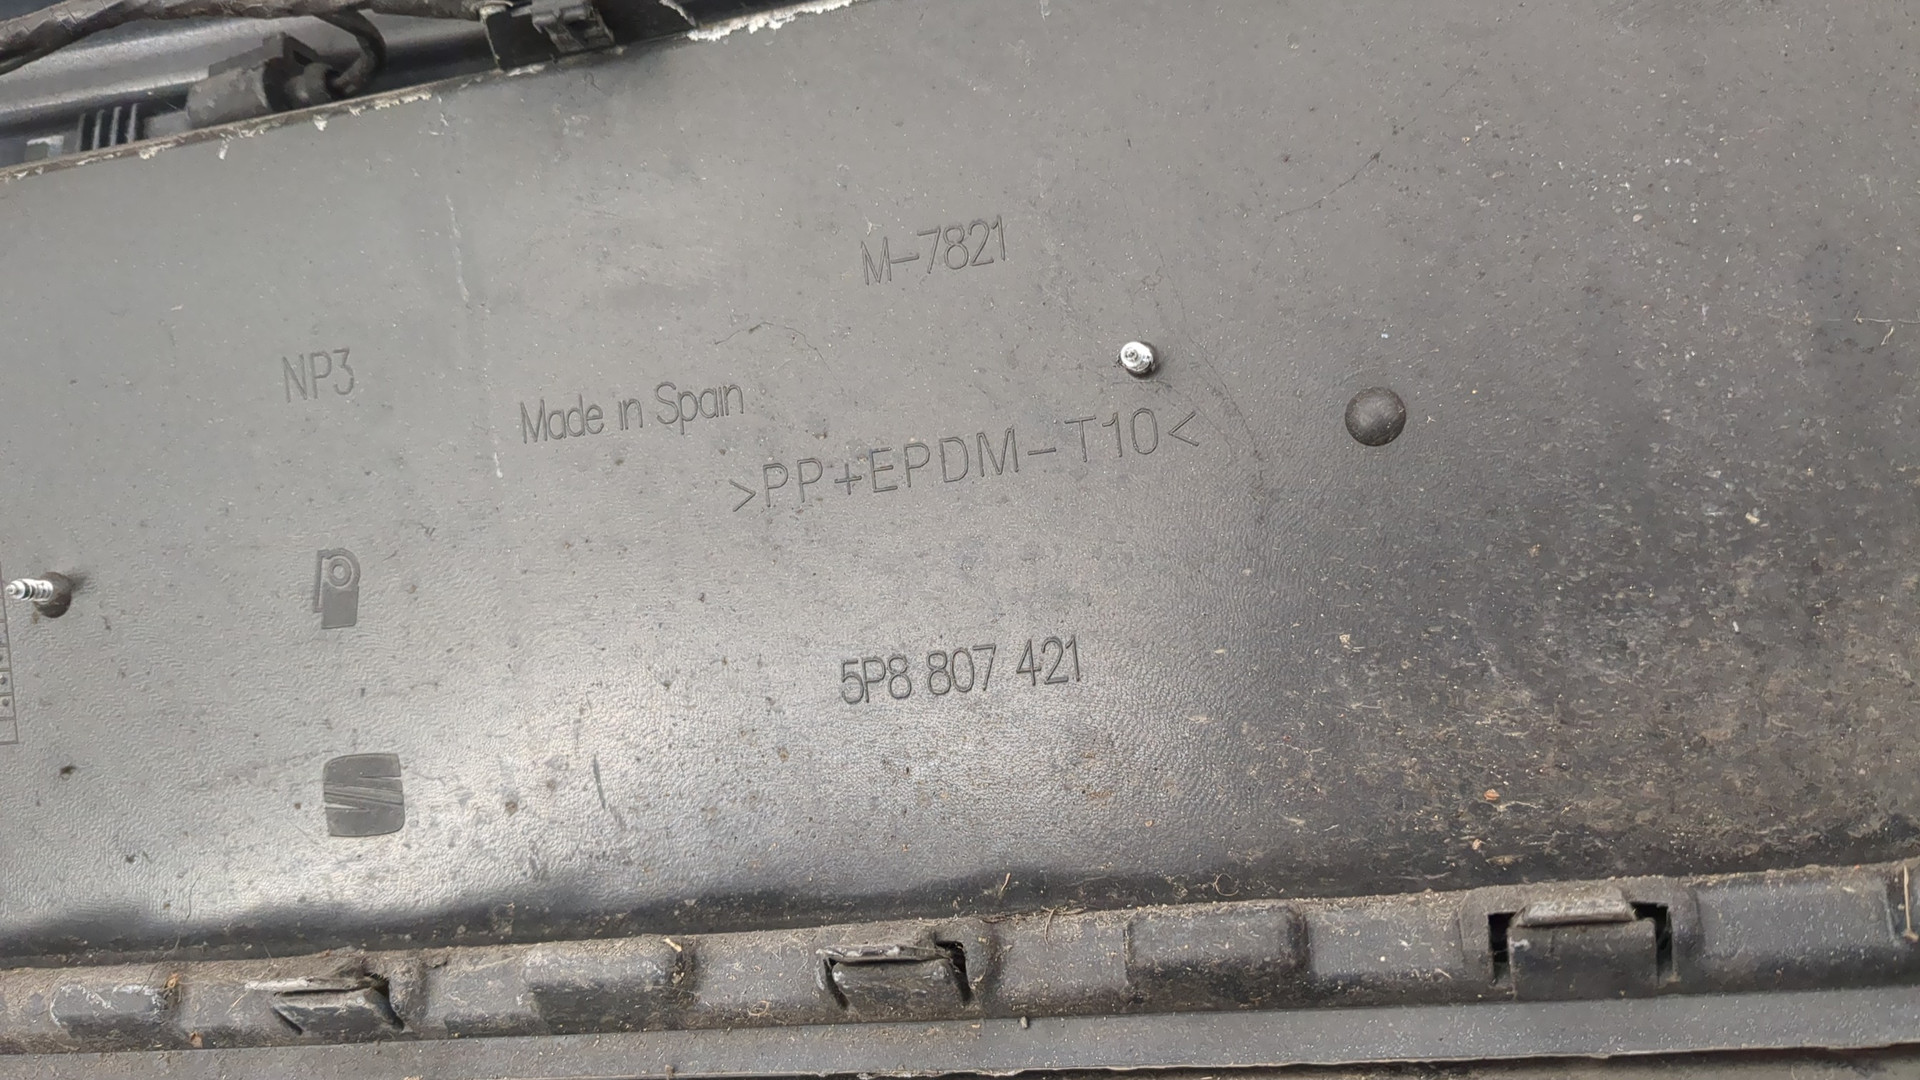 M-7821
NP3
Made in Spain
>PP+EPDM-T10<
5P8 807 421